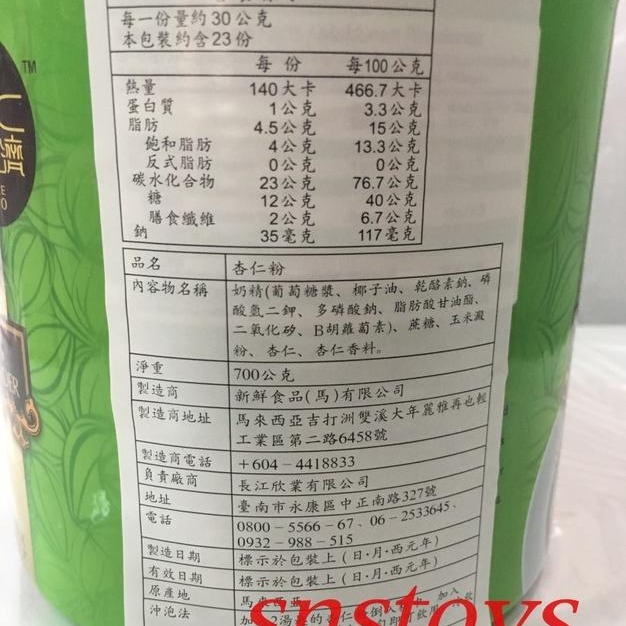 每一份量約30公克
本包裝約含23份
每 份 每100公克
熱量 140大卡 466.7大卡
蛋白質 1公克 3.3公克
脂肪 4.5公克 15公克
飽和脂肪 4公克 13.3公克
反式脂肪 0公克 0公克
碳水化合物 23公克 76.7公克
糖 12公克 40公克
膳食纖維 2公克 6.7公克
鈉 35毫克 117毫克
品名 杏仁粉
內容物名稱 奶精(葡萄糖漿、椰子油、乾酪素鈉、磷
酸氫二鉀、多磷酸鈉、脂肪酸甘油酯、
二氧化矽、B胡蘿蔔素)、蔗糖、玉米澱
粉、杏仁、杏仁香料。
淨重 700公克
製造商 新鮮食品(馬)有限公司
製造商地址 馬來西亞吉打洲雙溪大年麗雅再也輕
工業區第二路6458號
製造商電話 +604-4418833
負責廠商 長江欣業有限公司
地址 臺南市永康區中正南路327號
電話 0800-5566-67、06-2533645、
0932-988-515
製造日期 標示於包裝上(日·月·西元年)
有效日期 標示於包裝上(日·月·西元年)
原產地 馬來西亞
沖泡法
snstoys
TM
濟